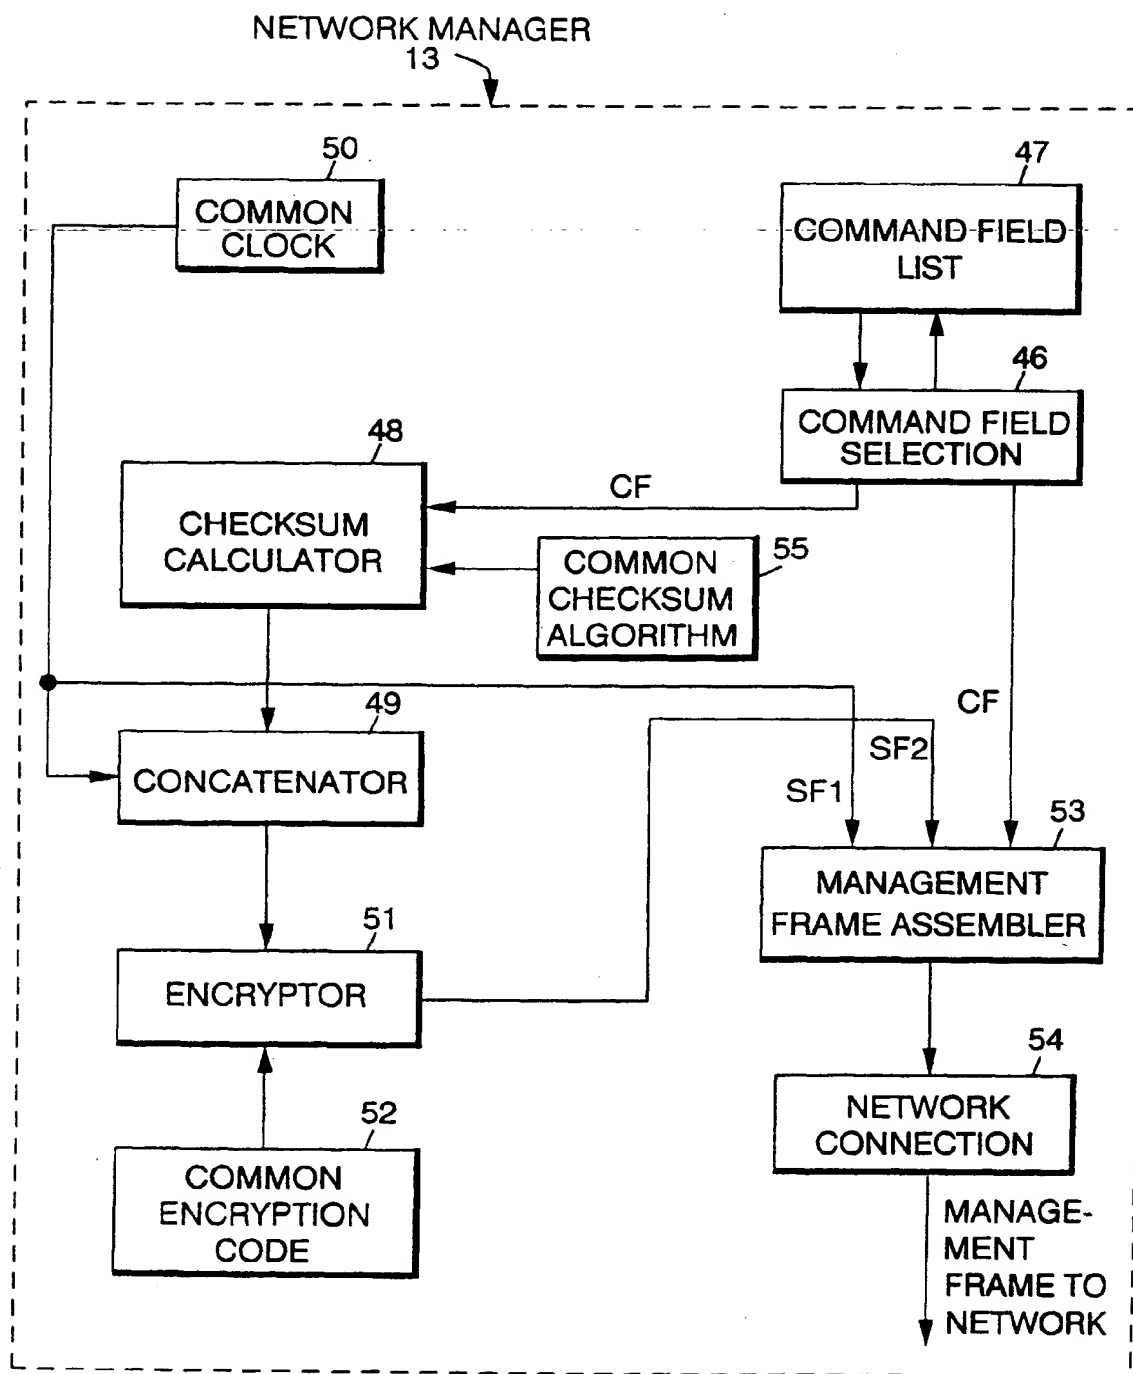 NETWORK MANAGER
13
50
COMMON
CLOCK
47
COMMAND FIELD
LIST
46
COMMAND FIELD
SELECTION
48
CHECKSUM
CALCULATOR
CF
55
COMMON
CHECKSUM
ALGORITHM
49
CONCATENATOR
CF
SF2
SF1
53
MANAGEMENT
FRAME ASSEMBLER
51
ENCRYPTOR
54
NETWORK
CONNECTION
52
COMMON
ENCRYPTION
CODE
MANAGE-
MENT
FRAME TO
NETWORK